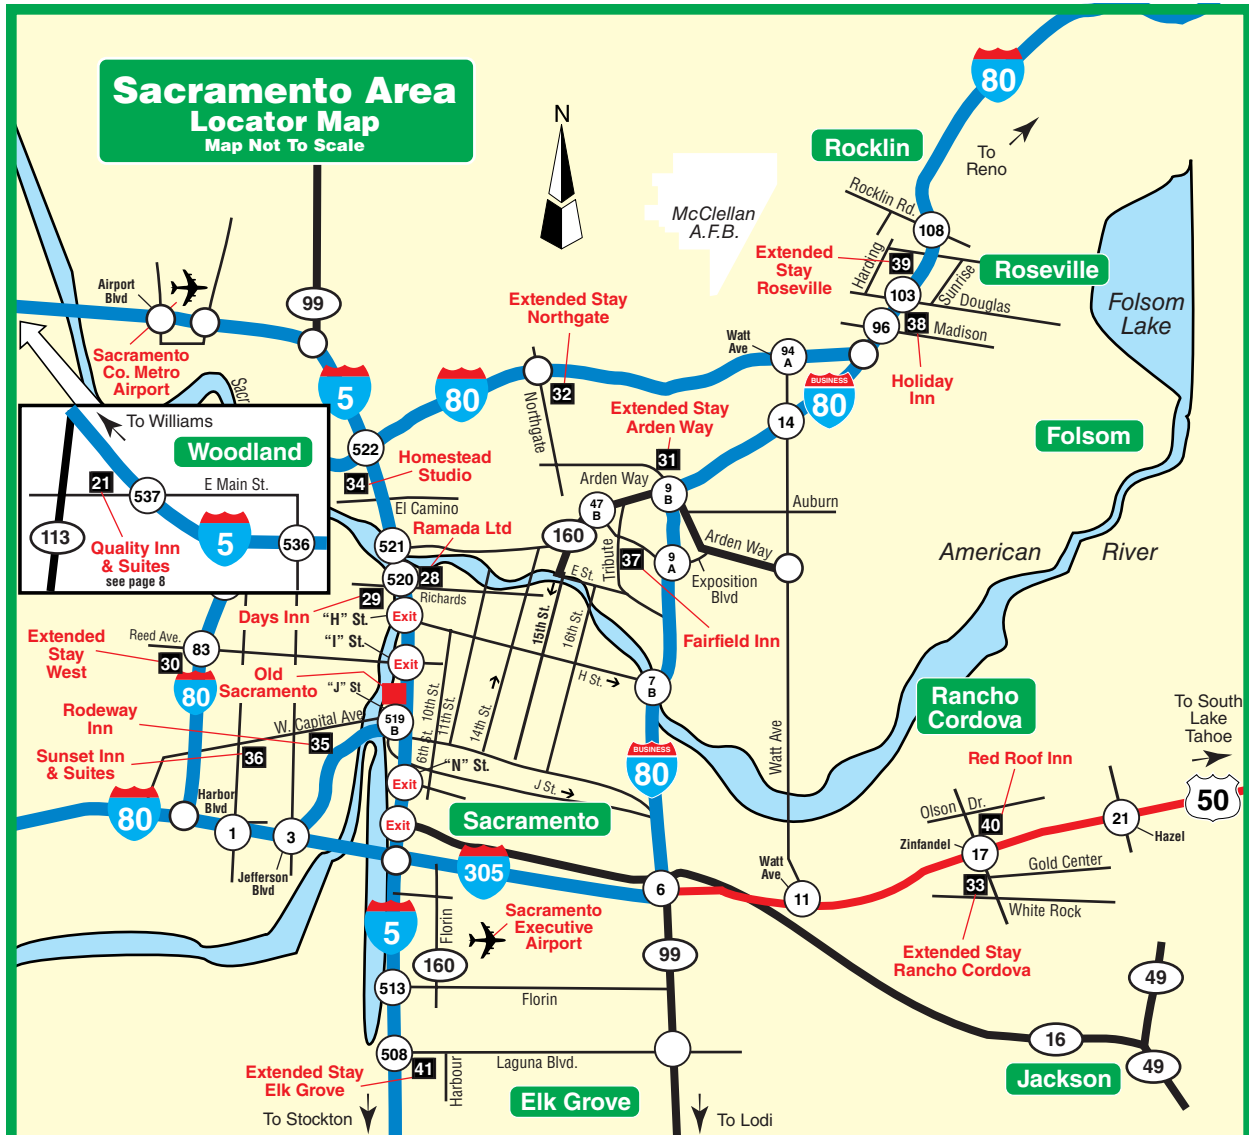 Sacramento Area
Locator Map
Map Not To Scale
N
80
Rocklin
To
Reno
McClellan
A.F.B.
Rocklin Rd.
108
Harding
39
Sunrise
Roseville
Extended
Stay
Roseville
103
Douglas
96
38
Madison
Holiday
Inn
Folsom
Lake
Airport
Blvd
99
Sacramento
Co. Metro
Airport
5
80
Extended Stay
Northgate
32
Northgate
Watt
Ave
94
A
BUSINESS
80
14
Extended Stay
Arden Way
31
Folsom
To Williams
Woodland
21
E Main St.
537
113
5
536
Quality Inn
& Suites
see page 8
522
34
Homestead
Studio
El Camino
Arden Way
9
B
47
B
Auburn
160
Arden Way
Tribute
37
9
A
Exposition
Blvd
American
River
521
Ramada Ltd
520
28
29
Richards
Days Inn
"H" St.
Exit
"I" St.
Exit
E St.
15th St.
16th St.
Fairfield Inn
Reed Ave.
83
Extended
Stay
West
30
80
Old
Sacramento
"J" St
519
B
H St.
7
B
10th St.
11th St.
14th St.
6th St.
Rancho
Cordova
To South
Lake
Tahoe
Rodeway
Inn
W. Capital Ave
35
Sunset Inn
& Suites
36
"N" St.
Exit
J St.
BUSINESS
80
Watt Ave
Red Roof Inn
50
Olson Dr.
40
21
Hazel
80
Harbor
Blvd
1
3
Jefferson
Blvd
Exit
Sacramento
Zinfandel
17
Gold Center
305
6
Watt
Ave
11
33
White Rock
5
Florin
Sacramento
Executive
Airport
160
99
Extended Stay
Rancho Cordova
49
513
Florin
16
508
41
Laguna Blvd.
Harbour
Extended Stay
Elk Grove
49
Jackson
Elk Grove
To Stockton
To Lodi